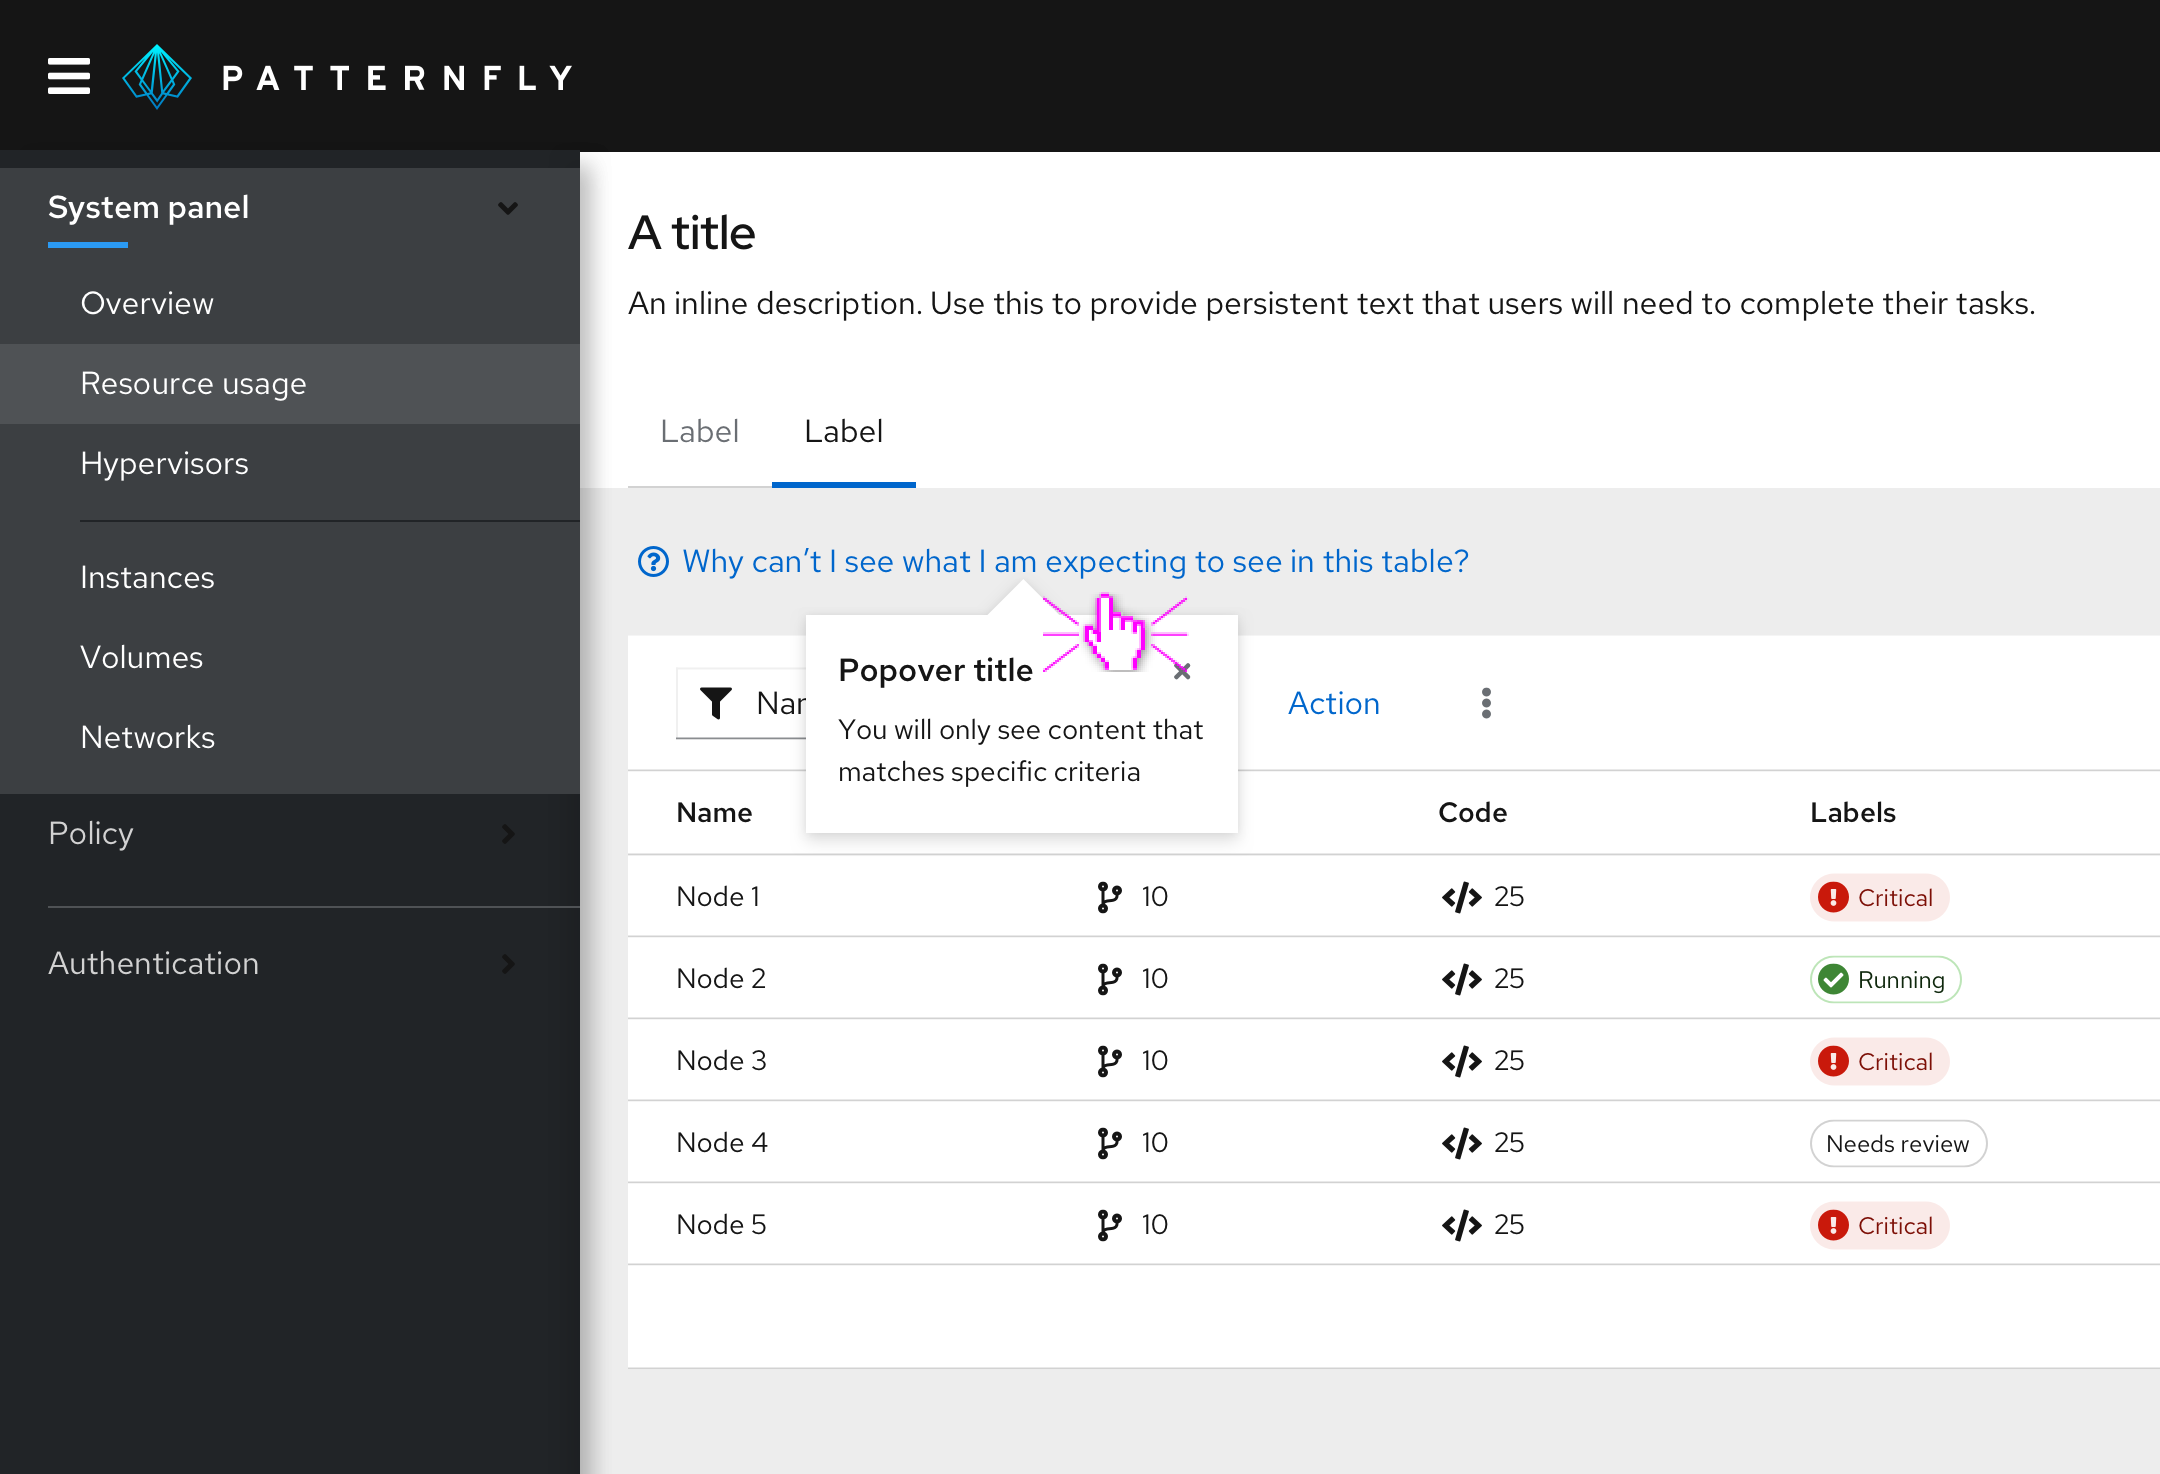 PATTERNFLY
System panel
Overview
Resource usage
Hypervisors
Instances
Volumes
Networks
Policy
Authentication
A title
An inline description. Use this to provide persistent text that users will need to complete their tasks.
Label Label
Why can’t I see what I am expecting to see in this table?
Popover title
You will only see content that
matches specific criteria
Action
Name Code Labels
Node 1 10 25 Critical
Node 2 10 25 Running
Node 3 10 25 Critical
Node 4 10 25 Needs review
Node 5 10 25 Critical